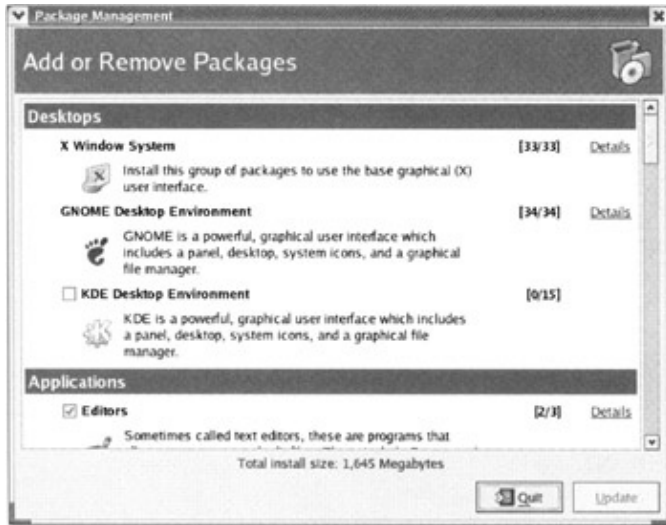 Package Management
Add or Remove Packages
Desktops
X Window System [33/33] Details
Install this group of packages to use the base graphical (X)
user interface.
GNOME Desktop Environment [34/34] Details
GNOME is a powerful, graphical user interface which
includes a panel, desktop, system icons, and a graphical
file manager.
KDE Desktop Environment [0/15]
KDE is a powerful, graphical user interface which includes
a panel, desktop, system icons, and a graphical file
manager.
Applications
Editors [2/3] Details
Sometimes called text editors, these are programs that
Total install size: 1,645 Megabytes
Quit Update